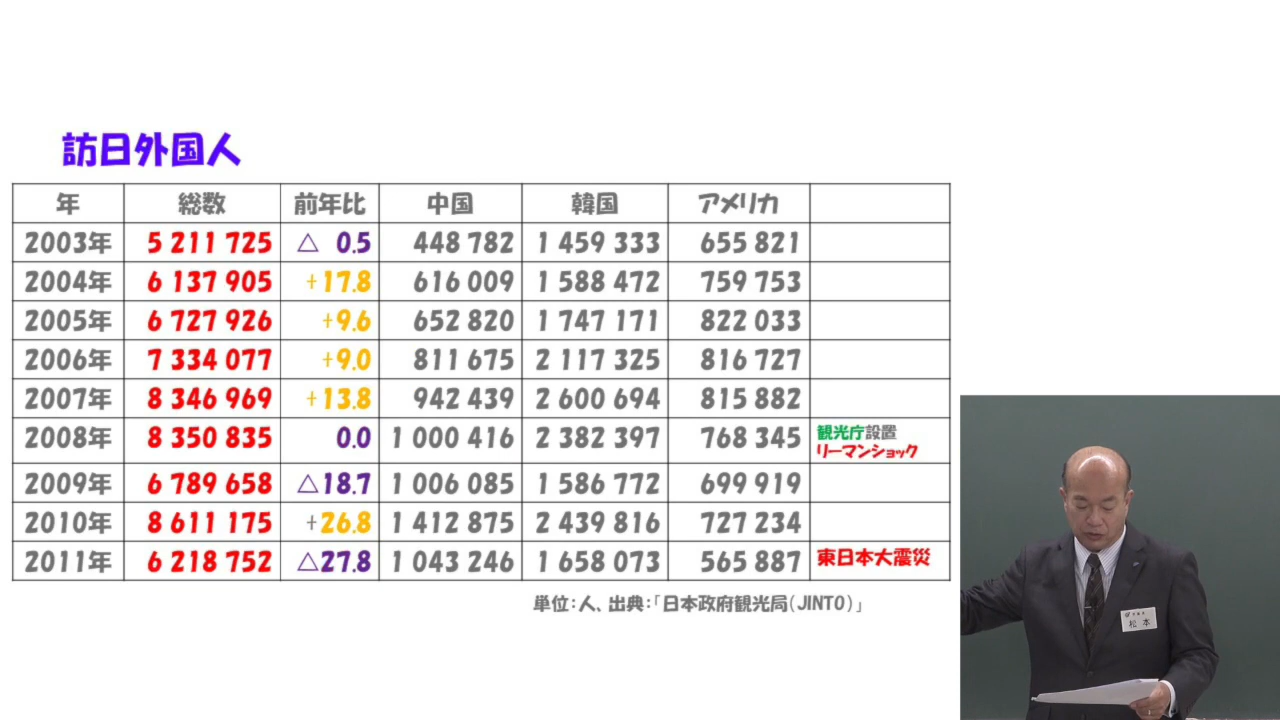 訪日外国人
年 総数 前年比 中国 韓国 アメリカ
2003年 5 211 725 △ 0.5 448 782 1 459 333 655 821
2004年 6 137 905 +17.8 616 009 1 588 472 759 753
2005年 6 727 926 +9.6 652 820 1 747 171 822 033
2006年 7 334 077 +9.0 811 675 2 117 325 816 727
2007年 8 346 969 +13.8 942 439 2 600 694 815 882
2008年 8 350 835 0.0 1 000 416 2 382 397 768 345 観光庁設置
リーマンショック
2009年 6 789 658 △18.7 1 006 085 1 586 772 699 919
2010年 8 611 175 +26.8 1 412 875 2 439 816 727 234
2011年 6 218 752 △27.8 1 043 246 1 658 073 565 887 東日本大震災
単位：人、出典：「日本政府観光局（JINTO）」
松本